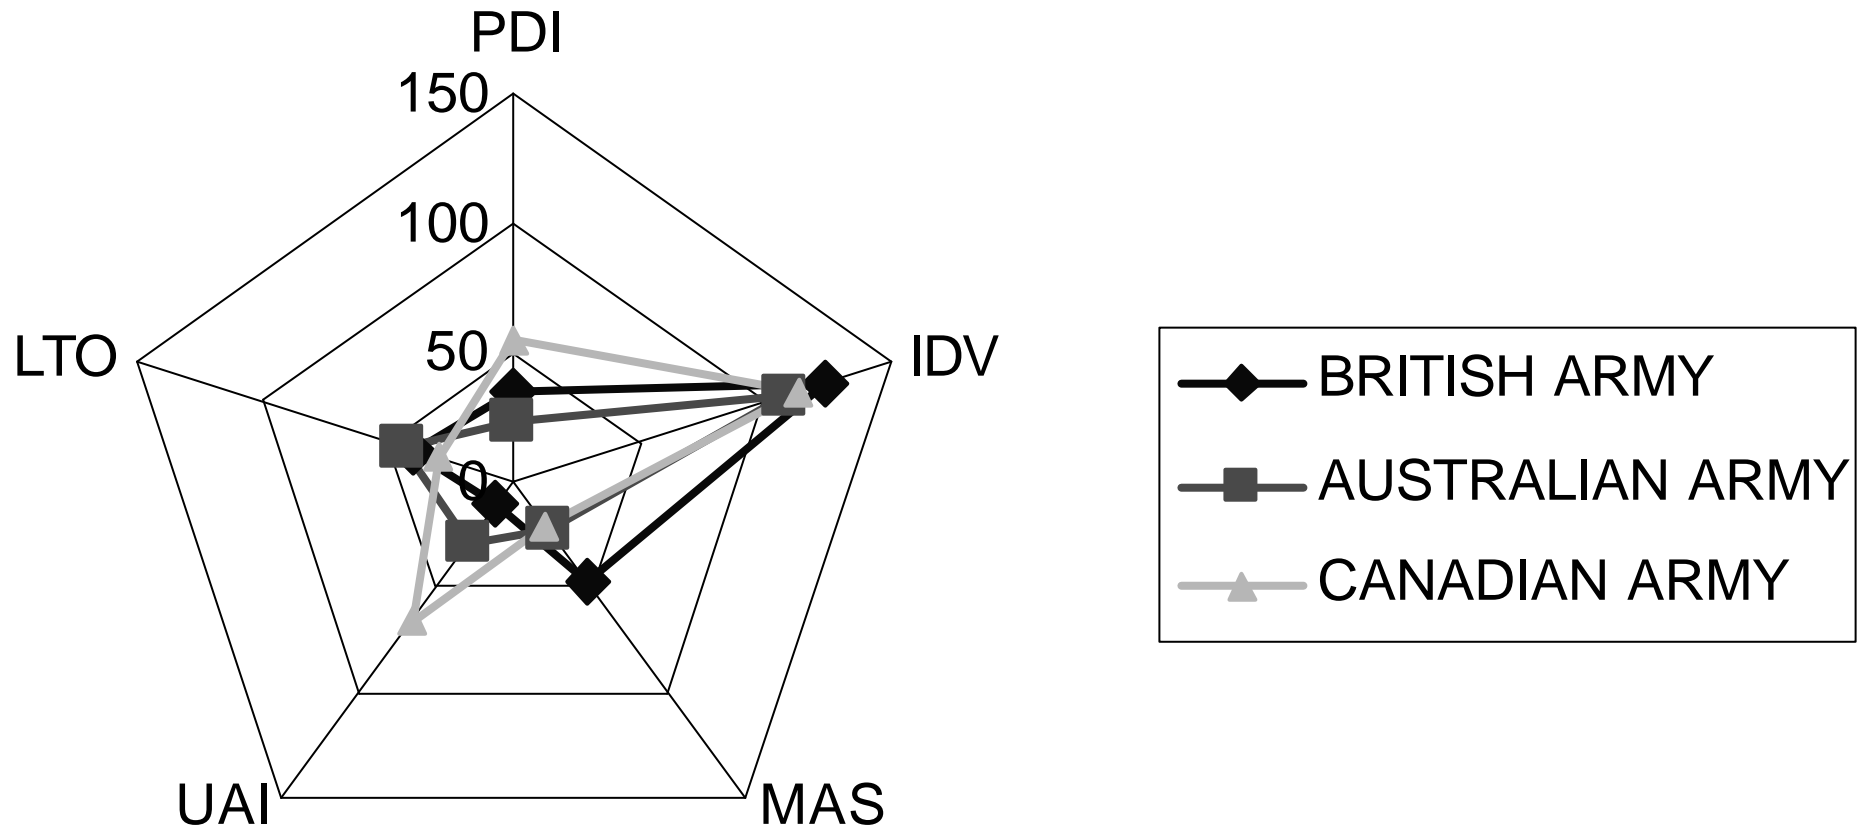 PDI
150
100
50
0
LTO
IDV
UAI
MAS
BRITISH ARMY
AUSTRALIAN ARMY
CANADIAN ARMY